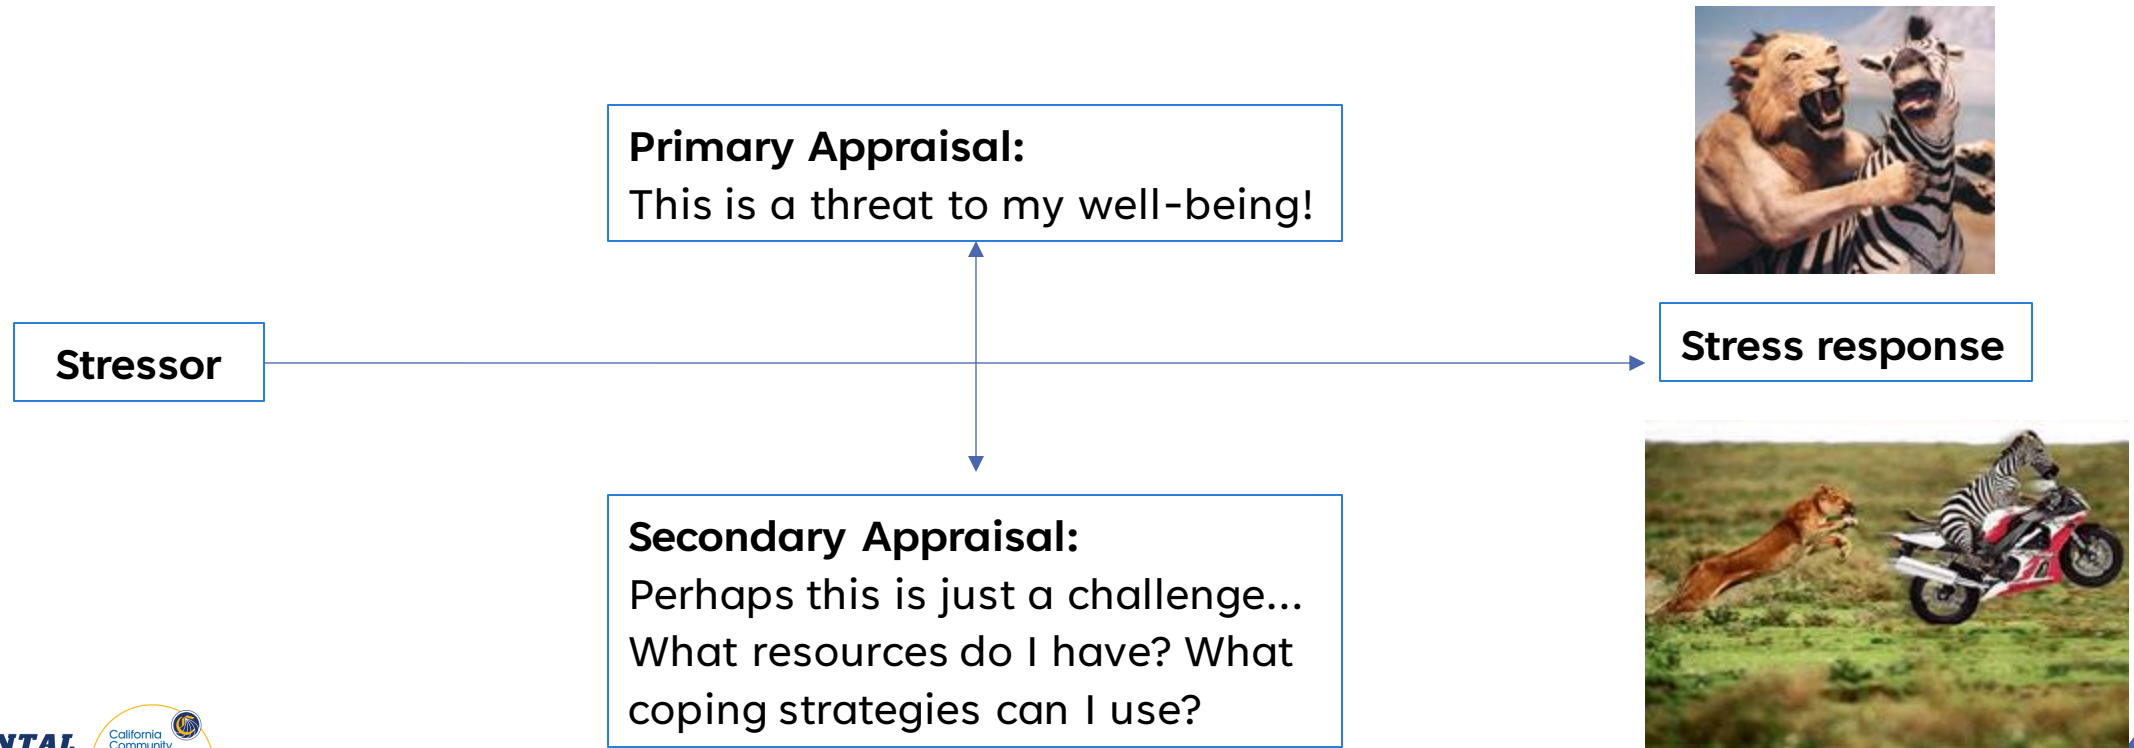 Primary Appraisal:
This is a threat to my well-being!
Stressor
Stress response
Secondary Appraisal:
Perhaps this is just a challenge...
What resources do I have? What
coping strategies can I use?
California
Community